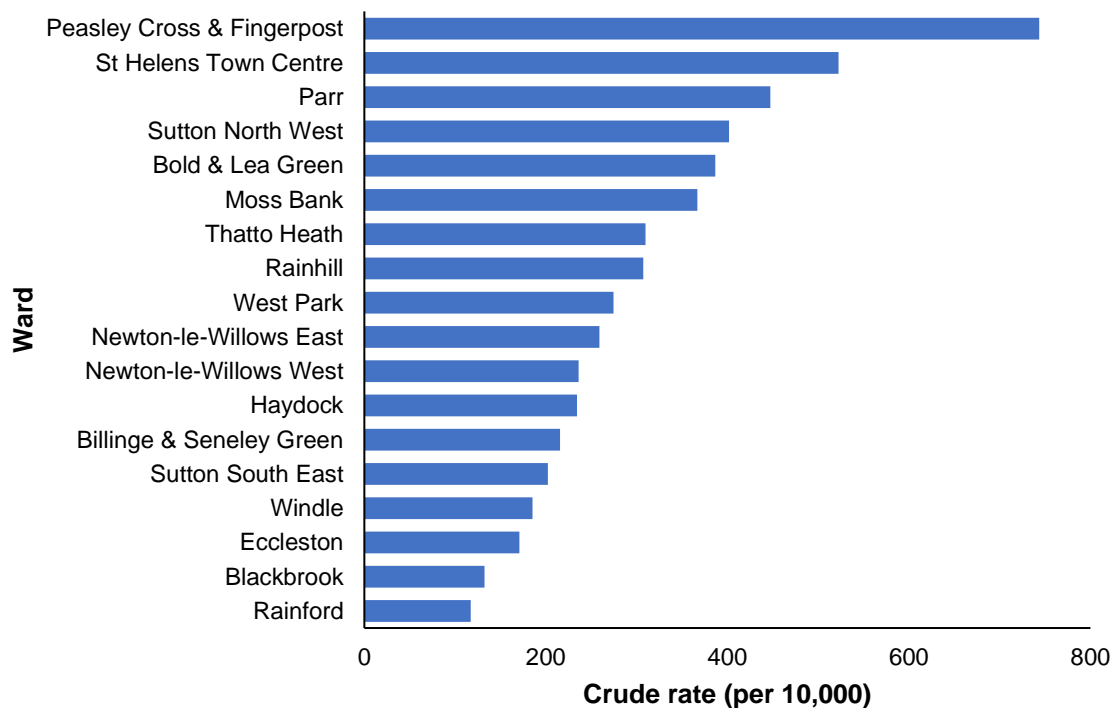 Peasley Cross & Fingerpost
St Helens Town Centre
Parr
Sutton North West
Bold & Lea Green
Moss Bank
Thatto Heath
Rainhill
West Park
Newton-le-Willows East
Newton-le-Willows West
Haydock
Billinge & Seneley Green
Sutton South East
Windle
Eccleston
Blackbrook
Rainford
Ward
0 200 400 600 800
Crude rate (per 10,000)